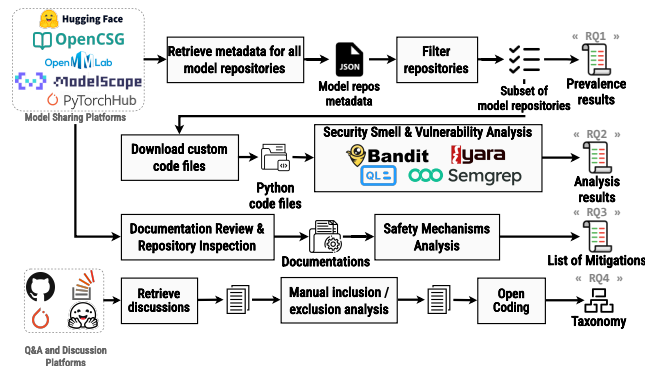 Hugging Face
OpenCSG
OpenMMLab
ModelScope
PyTorchHub
Model Sharing Platforms
Retrieve metadata for all
model repositories
JSON
Model repos
metadata
Filter
repositories
Subset of
model repositories
« RQ1 »
Prevalence
results
Download custom
code files
Python
code files
Security Smell & Vulnerability Analysis
Bandit
yara
QL
Semgrep
« RQ2 »
Analysis
results
Documentation Review &
Repository Inspection
Documentations
Safety Mechanisms
Analysis
« RQ3 »
List of Mitigations
Q&A and Discussion
Platforms
Retrieve
discussions
Manual inclusion /
exclusion analysis
Open
Coding
« RQ4 »
Taxonomy